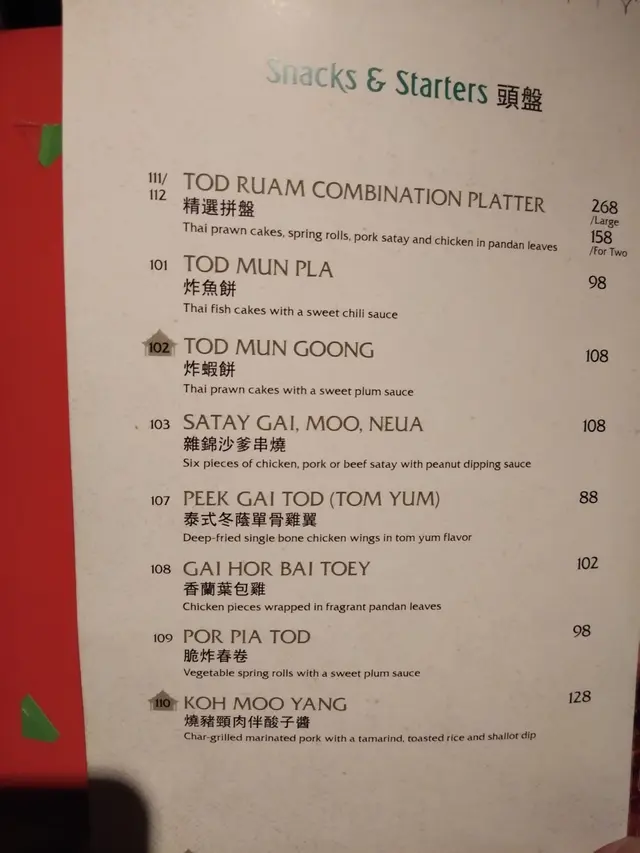 Snacks & Starters 頭盤
111/
112
TOD RUAM COMBINATION PLATTER
268
/Large
精選拼盤
158
/For Two
Thai prawn cakes, spring rolls, pork satay and chicken in pandan leaves
101 TOD MUN PLA 98
炸魚餅
Thai fish cakes with a sweet chili sauce
102 TOD MUN GOONG 108
炸蝦餅
Thai prawn cakes with a sweet plum sauce
103 SATAY GAI, MOO, NEUA 108
雜錦沙爹串燒
Six pieces of chicken, pork or beef satay with peanut dipping sauce
107 PEEK GAI TOD (TOM YUM) 88
泰式冬蔭單骨雞翼
Deep-fried single bone chicken wings in tom yum flavor
108 GAI HOR BAI TOEY 102
香蘭葉包雞
Chicken pieces wrapped in fragrant pandan leaves
109 POR PIA TOD 98
脆炸春卷
Vegetable spring rolls with a sweet plum sauce
110 KOH MOO YANG 128
燒豬頸肉伴酸子醬
Char-grilled marinated pork with a tamarind, toasted rice and shallot dip